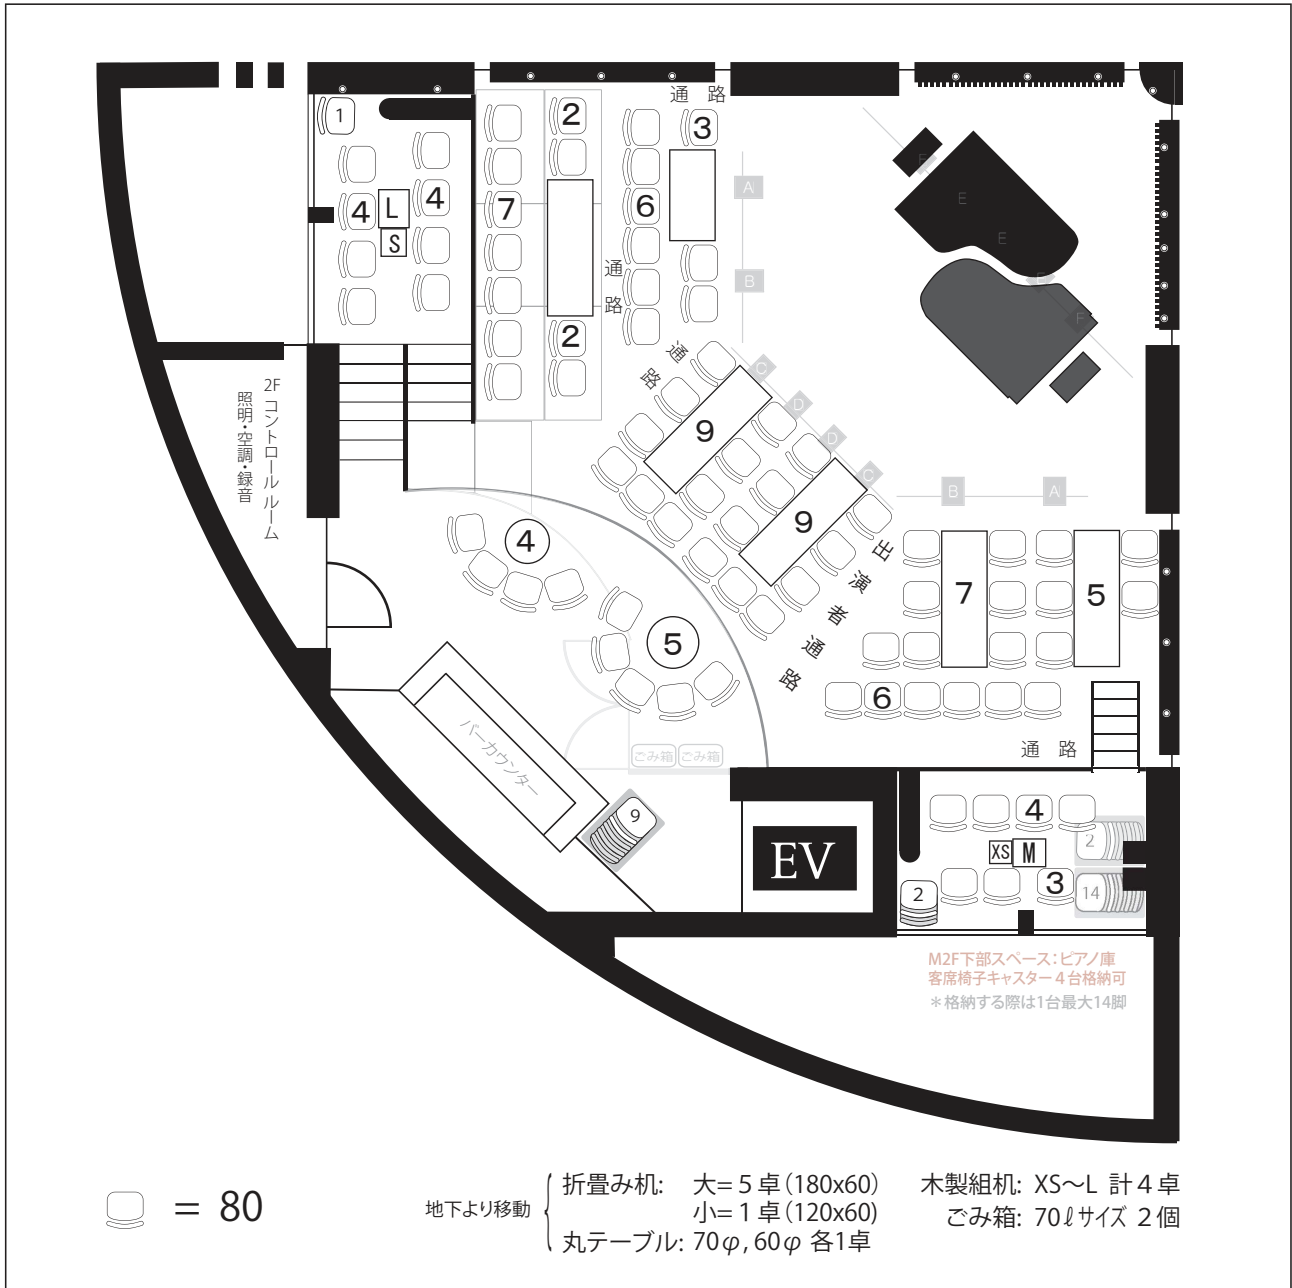 通 路
1
2
3
A
4
4
L
S
7
6
通路
B
2
E
E
F
F
F
通路
C
D
D
C
9
9
B
A
2F コントロール ルーム
照明・空調・録音
4
5
出演者通路
7
5
6
通 路
バーカウンター
ごみ箱
ごみ箱
9
EV
4
2
XS
M
3
2
14
M2F下部スペース：ピアノ庫
客席椅子キャスター４台格納可
＊格納する際は1台最大14脚
= 80
地下より移動
折畳み机: 大= 5 卓（180x60）
小= 1 卓（120x60）
丸テーブル: 70φ, 60φ 各1卓
木製組机: XS〜L 計４卓
ごみ箱: 70ℓサイズ ２個